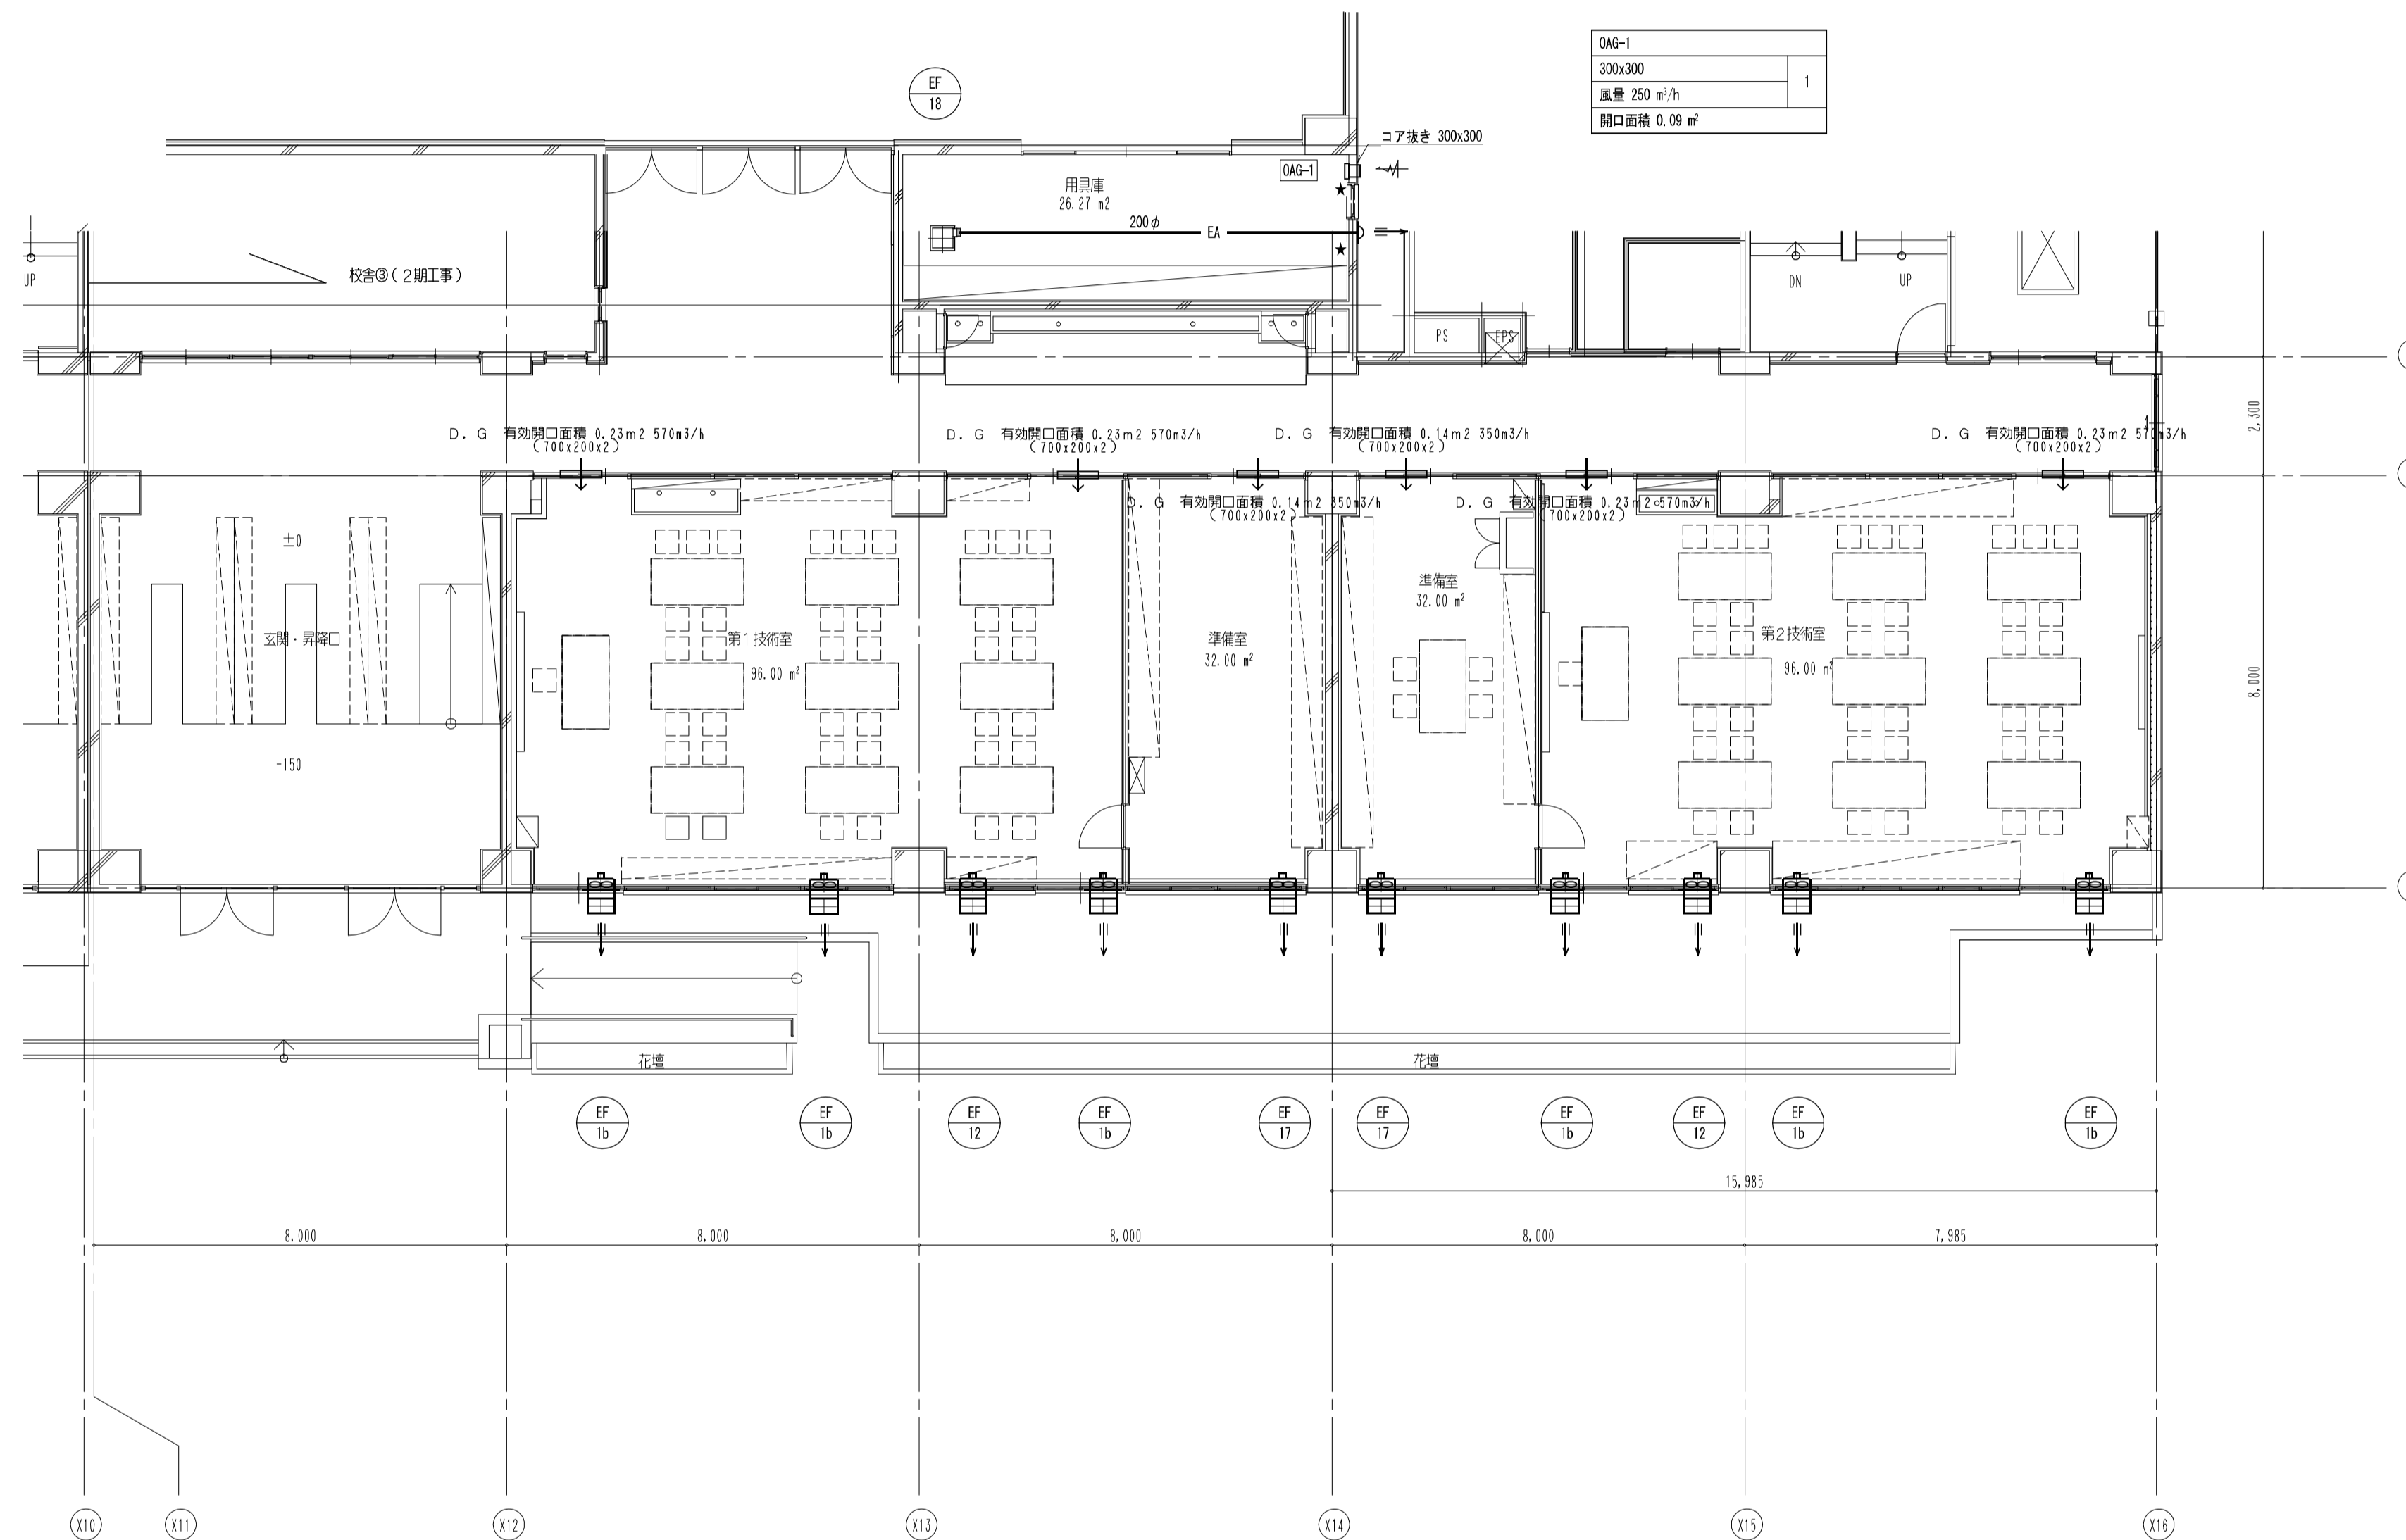 OAG-1
300x300
1
風量 250 m³/h
開口面積 0.09 m²
EF
18
コア抜き 300x300
OAG-1
用具庫
26.27 m2
200φ
EA
校舎③(２期工事)
UP
DN
UP
PS
EPS
2,300
D. G 有効開口面積 0.23m2 570m3/h
(700x200x2)
D. G 有効開口面積 0.23m2 570m3/h
(700x200x2)
D. G 有効開口面積 0.14m2 350m3/h
(700x200x2)
D. G 有効開口面積 0.23m2 570m3/h
(700x200x2)
D. G 有効開口面積 0.14m2 350m3/h
(700x200x2)
D. G 有効開口面積 0.23m2 570m3/h
(700x200x2)
±0
玄関・昇降口
-150
第１技術室
96.00 m²
準備室
32.00 m²
準備室
32.00 m²
第２技術室
96.00 m²
8,000
花壇
花壇
EF
1b
EF
1b
EF
12
EF
1b
EF
17
EF
17
EF
1b
EF
12
EF
1b
EF
1b
15,985
8,000
8,000
8,000
8,000
7,985
X10
X11
X12
X13
X14
X15
X16